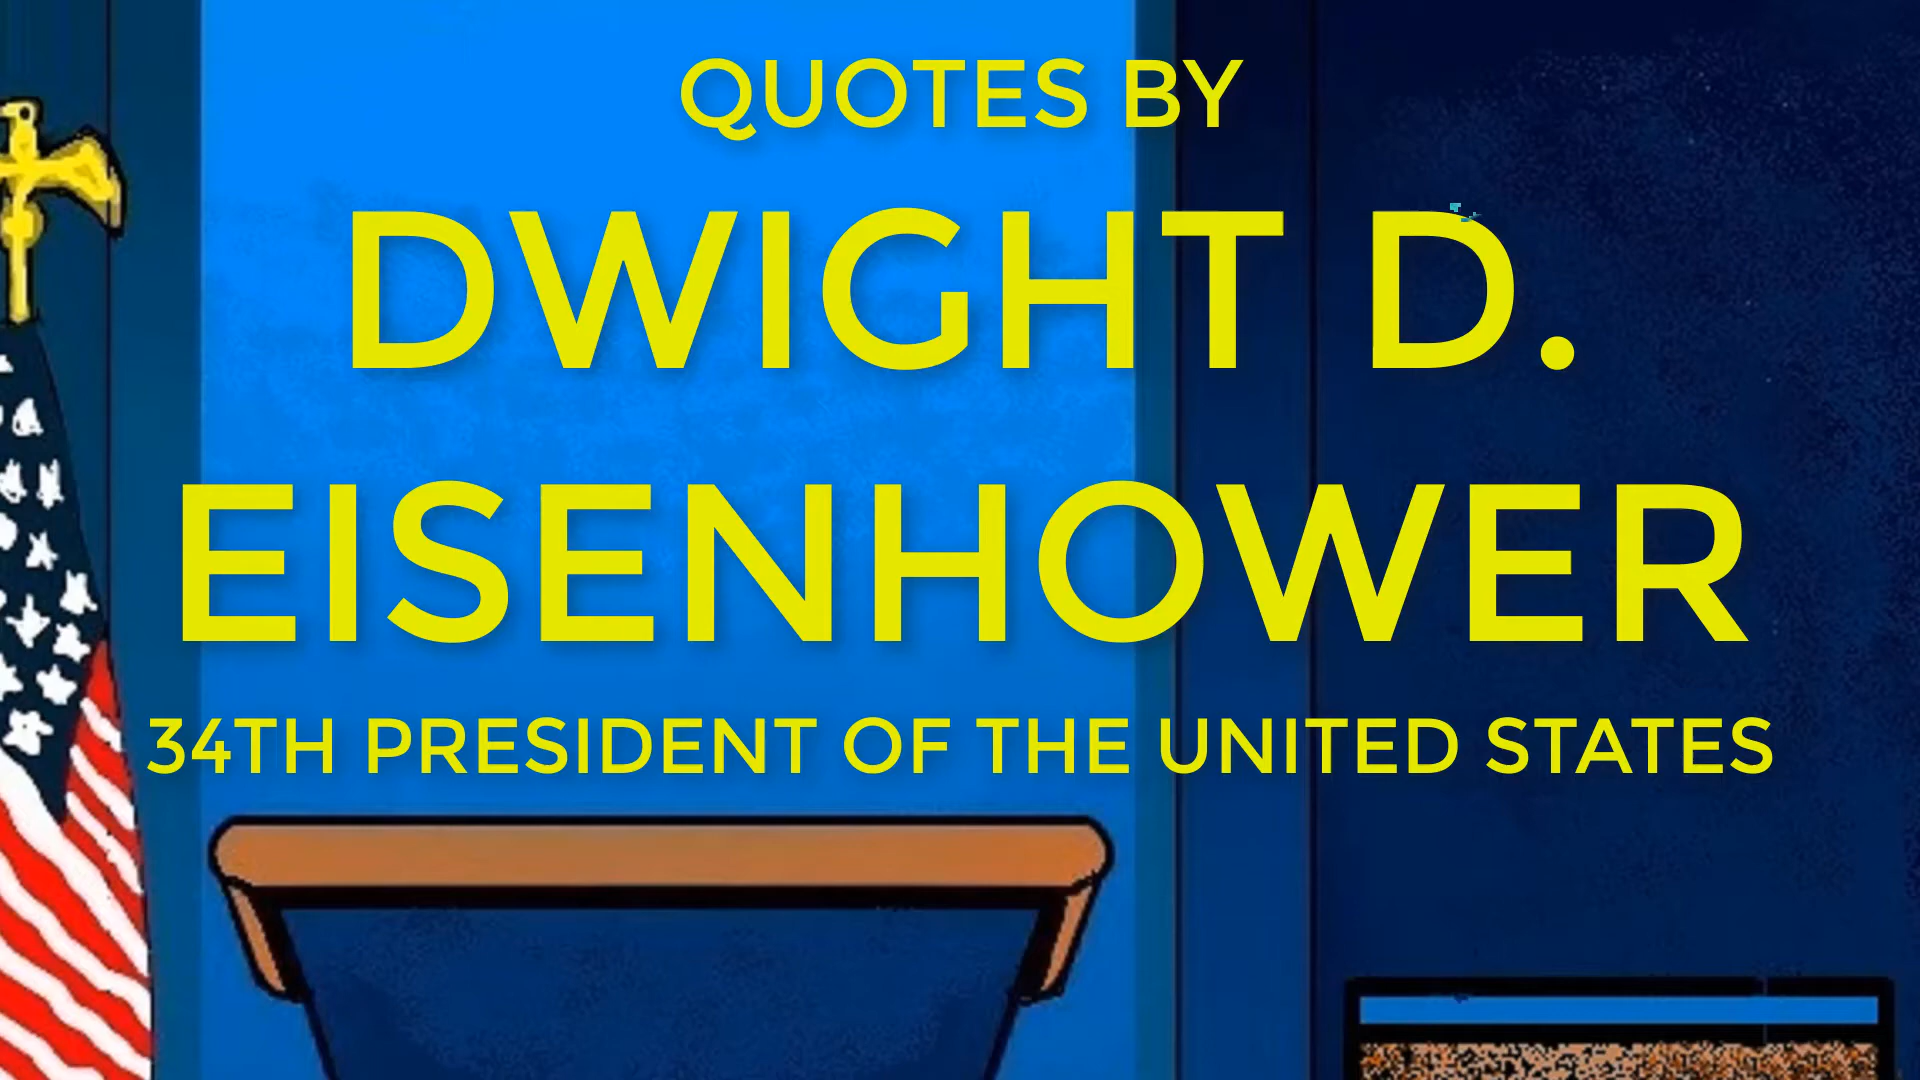 QUOTES BY
DWIGHT D.
EISENHOWER
34TH PRESIDENT OF THE UNITED STATES